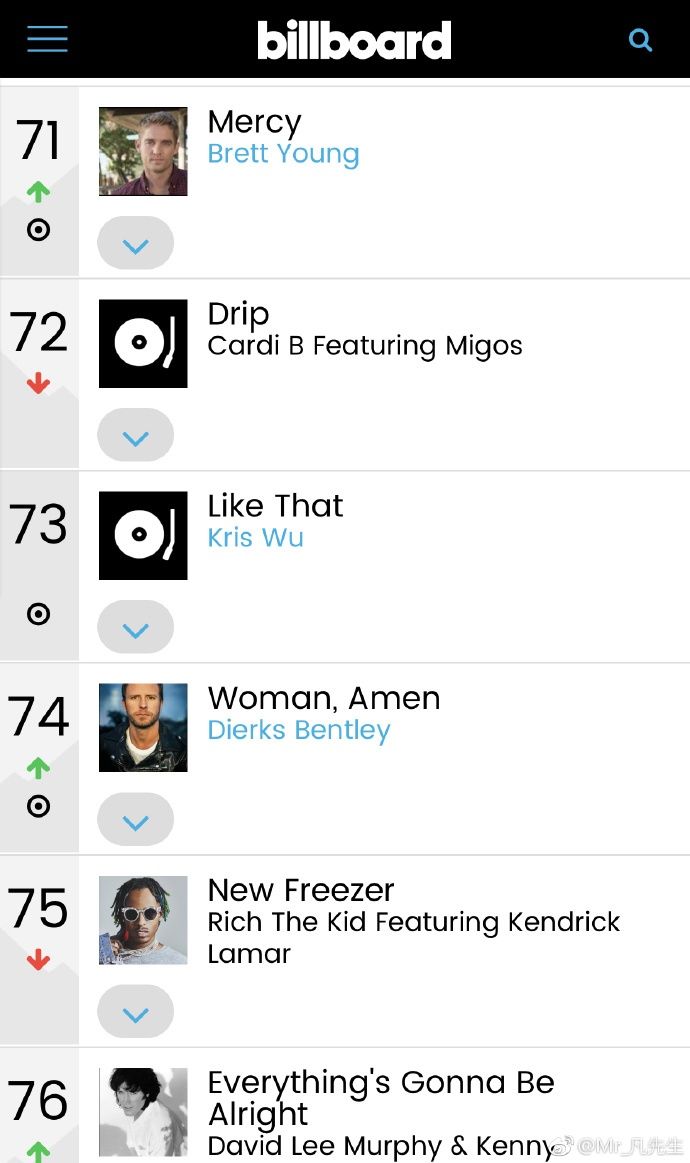 billboard
71
Mercy
Brett Young
72
Drip
Cardi B Featuring Migos
73
Like That
Kris Wu
74
Woman, Amen
Dierks Bentley
75
New Freezer
Rich The Kid Featuring Kendrick
Lamar
76
Everything's Gonna Be
Alright
David Lee Murphy & Kenny
@Mr_凡先生